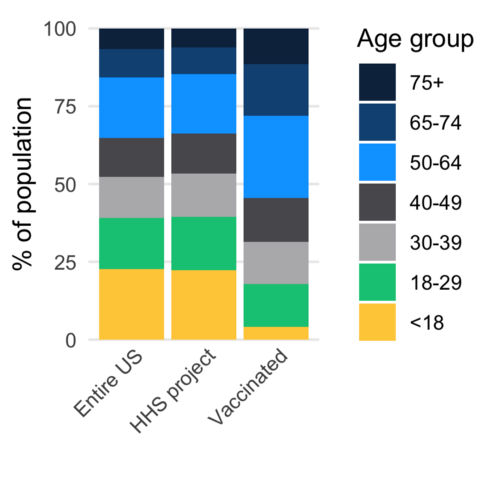 % of population
100
75
50
25
0
Entire US
HHS project
Vaccinated
Age group
75+
65-74
50-64
40-49
30-39
18-29
<18